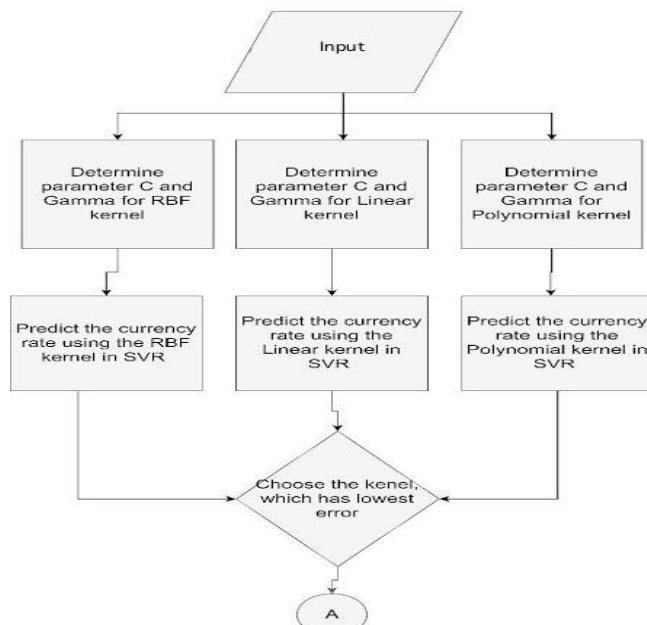 Input
Determine
parameter C and
Gamma for RBF
kernel
Determine
parameter C and
Gamma for Linear
kernel
Determine
parameter C and
Gamma for
Polynomial kernel
Predict the currency
rate using the RBF
kernel in SVR
Predict the currency
rate using the
Linear kernel in
SVR
Predict the currency
rate using the
Polynomial kernel in
SVR
Choose the kenel,
which has lowest
error
A